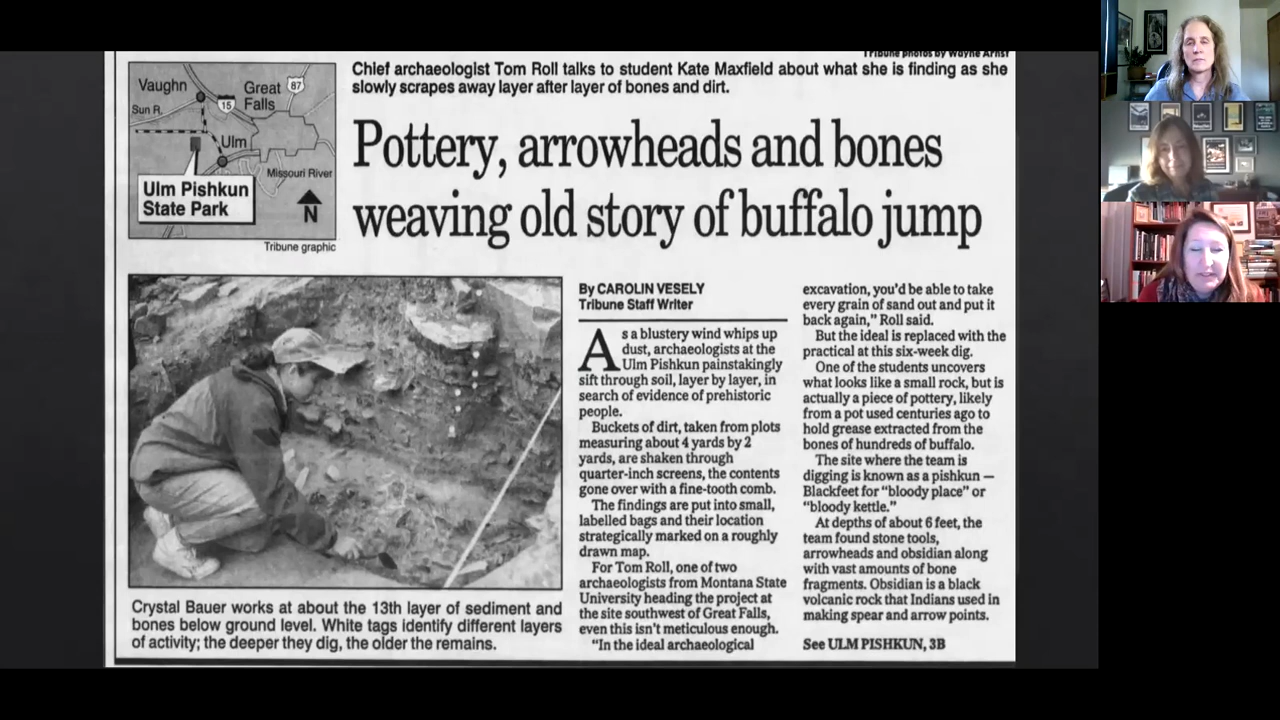 Tribune photos by Wayne Arnst
Chief archaeologist Tom Roll talks to student Kate Maxfield about what she is finding as she
slowly scrapes away layer after layer of bones and dirt.
Vaughn
Great
Falls
87
15
Sun R.
Ulm
Missouri River
Ulm Pishkun
State Park
N
Tribune graphic
Pottery, arrowheads and bones
weaving old story of buffalo jump
Crystal Bauer works at about the 13th layer of sediment and
bones below ground level. White tags identify different layers
of activity; the deeper they dig, the older the remains.
By CAROLIN VESELY
Tribune Staff Writer
As a blustery wind whips up
dust, archaeologists at the
Ulm Pishkun painstakingly
sift through soil, layer by layer, in
search of evidence of prehistoric
people.
Buckets of dirt, taken from plots
measuring about 4 yards by 2
yards, are shaken through
quarter-inch screens, the contents
gone over with a fine-tooth comb.
The findings are put into small,
labelled bags and their location
strategically marked on a roughly
drawn map.
For Tom Roll, one of two
archaeologists from Montana State
University heading the project at
the site southwest of Great Falls,
even this isn't meticulous enough.
"In the ideal archaeological
excavation, you'd be able to take
every grain of sand out and put it
back again," Roll said.
But the ideal is replaced with the
practical at this six-week dig.
One of the students uncovers
what looks like a small rock, but is
actually a piece of pottery, likely
from a pot used centuries ago to
hold grease extracted from the
bones of hundreds of buffalo.
The site where the team is
digging is known as a pishkun —
Blackfeet for "bloody place" or
"bloody kettle."
At depths of about 6 feet, the
team found stone tools,
arrowheads and obsidian along
with vast amounts of bone
fragments. Obsidian is a black
volcanic rock that Indians used in
making spear and arrow points.
See ULM PISHKUN, 3B